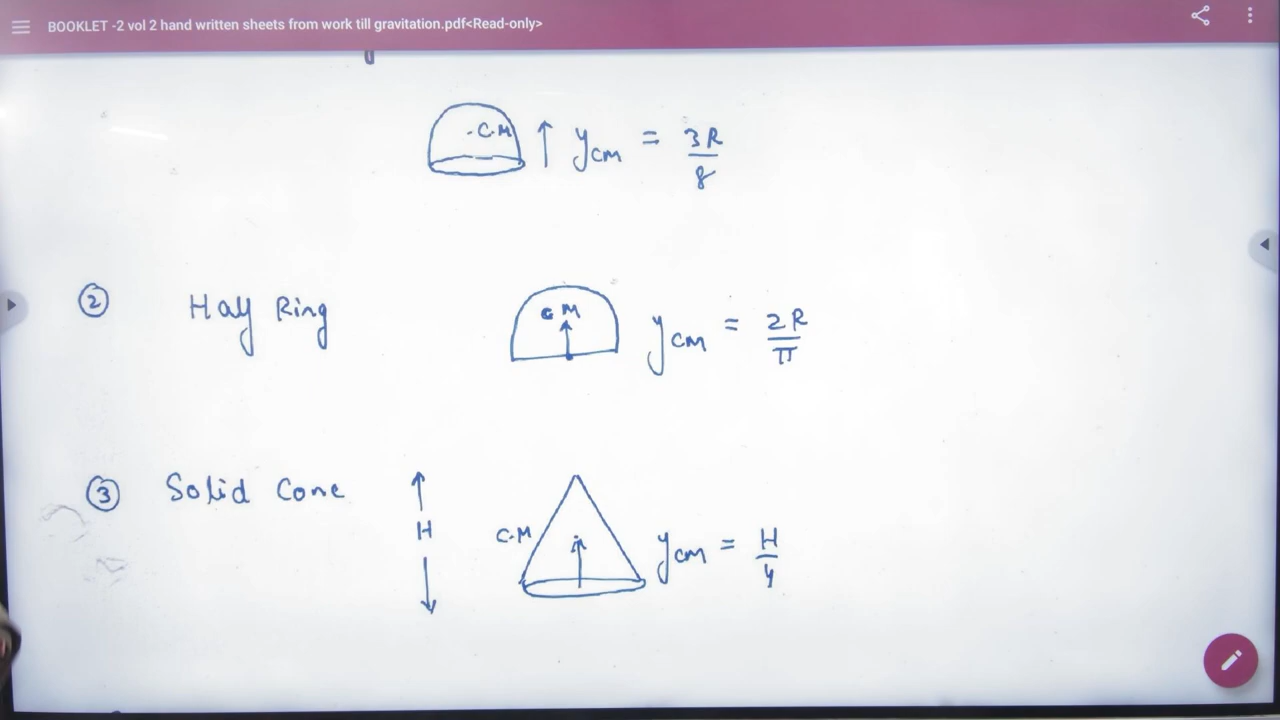 BOOKLET -2 vol 2 hand written sheets from work till gravitation.pdf<Read-only>
.C.M ↑ ycm = 3R/8
② Half Ring C M ycm = 2R/π
③ Solid Cone H C.M ycm = H/4